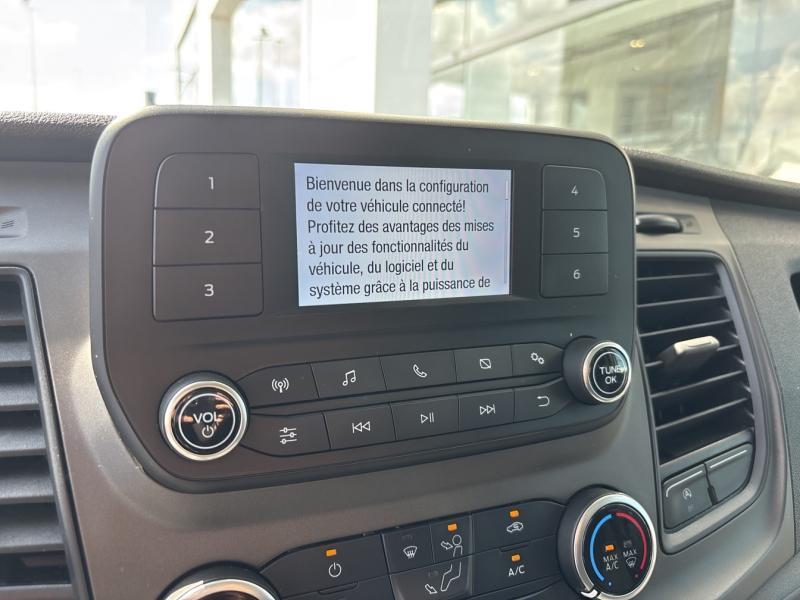 1
2
3
Bienvenue dans la configuration
de votre véhicule connecté!
Profitez des avantages des mises
à jour des fonctionnalités du
véhicule, du logiciel et du
système grâce à la puissance de
4
5
6
VOL
TUNE
OK
A/C
MAX
A/C
MAX